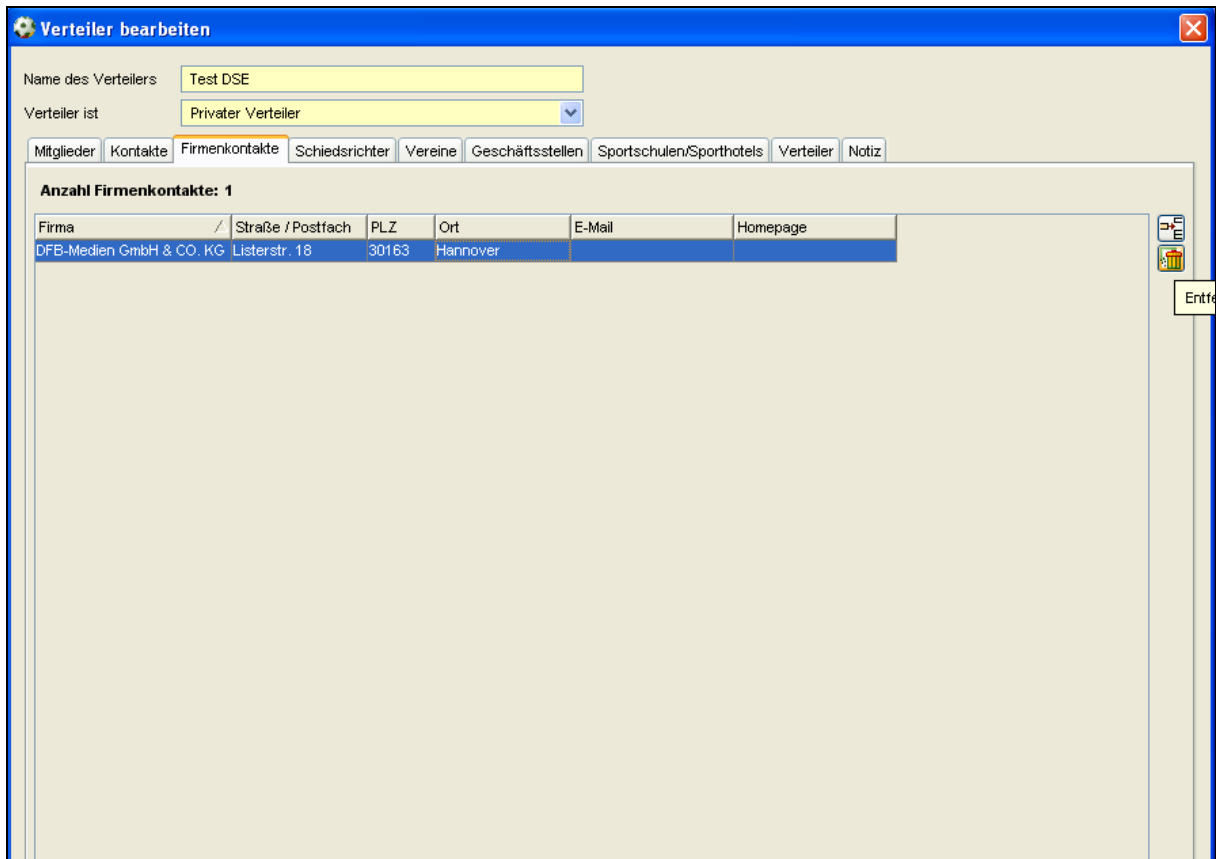 Verteiler bearbeiten
Name des Verteilers Test DSE
Verteiler ist Privater Verteiler
Mitglieder Kontakte Firmenkontakte Schiedsrichter Vereine Geschäftsstellen Sportschulen/Sporthotels Verteiler Notiz
Anzahl Firmenkontakte: 1
Firma Straße / Postfach PLZ Ort E-Mail Homepage
DFB-Medien GmbH & CO. KG Listerstr. 18 30163 Hannover
Entfe